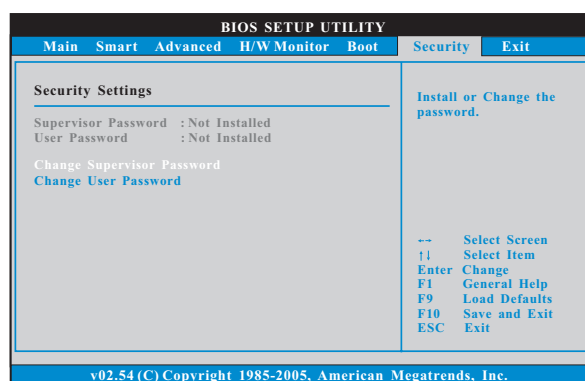 BIOS SETUP UTILITY
Main Smart Advanced H/W Monitor Boot Security Exit
Security Settings
Supervisor Password : Not Installed
User Password : Not Installed
Change Supervisor Password
Change User Password
Install or Change the
password.
←→ Select Screen
↑↓ Select Item
Enter Change
F1 General Help
F9 Load Defaults
F10 Save and Exit
ESC Exit
v02.54 (C) Copyright 1985-2005, American Megatrends, Inc.